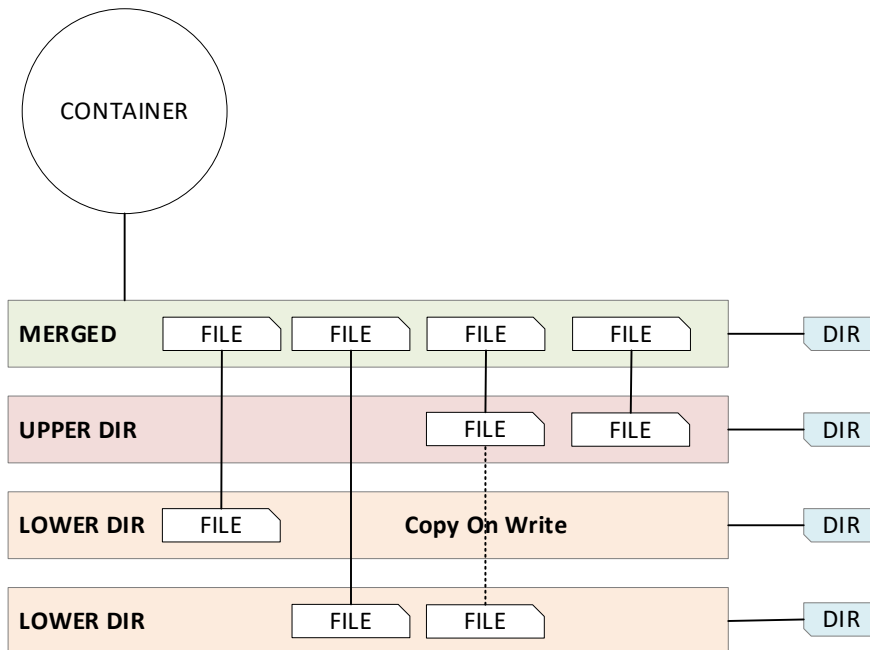 CONTAINER
MERGED FILE FILE FILE FILE DIR
UPPER DIR FILE FILE DIR
LOWER DIR FILE Copy On Write DIR
LOWER DIR FILE FILE DIR